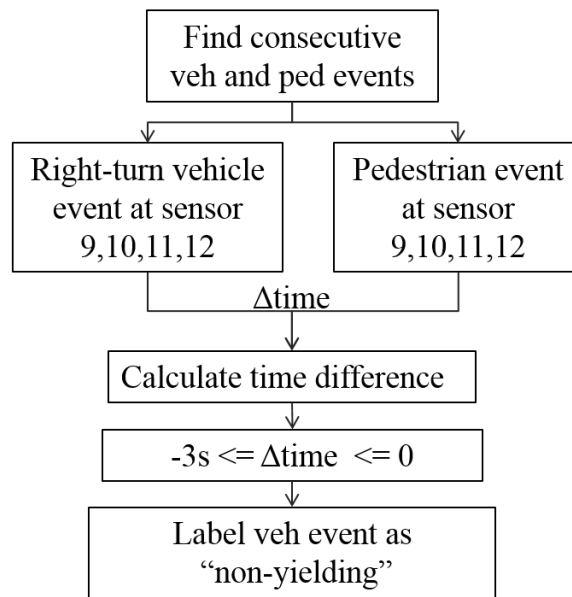 Find consecutive
veh and ped events
Right-turn vehicle
event at sensor
9,10,11,12
Pedestrian event
at sensor
9,10,11,12
Δtime
Calculate time difference
-3s <= Δtime <= 0
Label veh event as
“non-yielding”